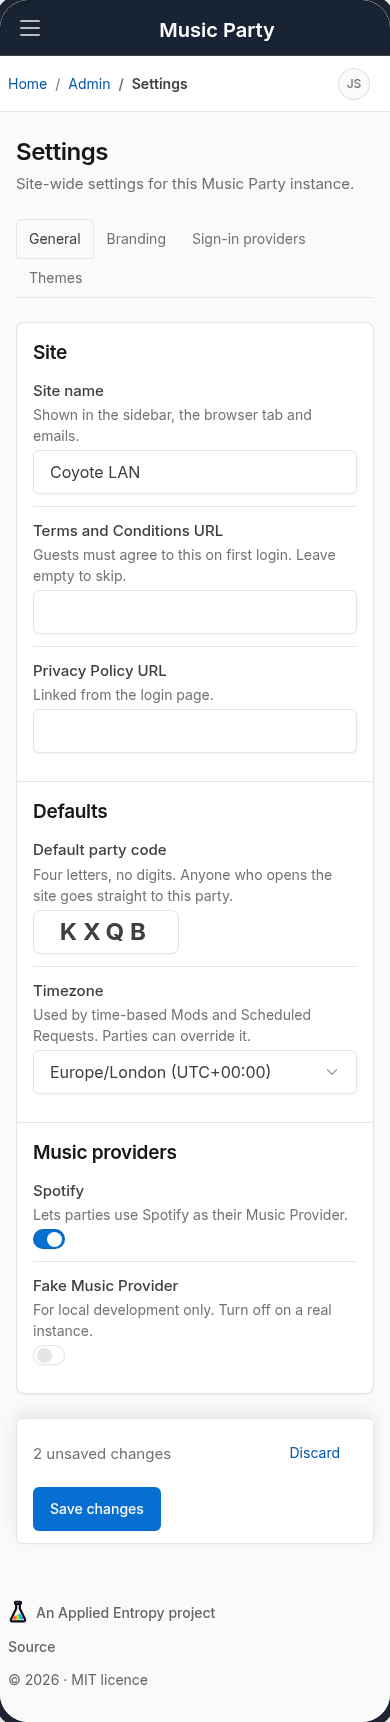 Music Party
Home / Admin / Settings
JS
Settings
Site-wide settings for this Music Party instance.
General Branding Sign-in providers
Themes
Site
Site name
Shown in the sidebar, the browser tab and
emails.
Coyote LAN
Terms and Conditions URL
Guests must agree to this on first login. Leave
empty to skip.
Privacy Policy URL
Linked from the login page.
Defaults
Default party code
Four letters, no digits. Anyone who opens the
site goes straight to this party.
KXQB
Timezone
Used by time-based Mods and Scheduled
Requests. Parties can override it.
Europe/London (UTC+00:00)
Music providers
Spotify
Lets parties use Spotify as their Music Provider.
Fake Music Provider
For local development only. Turn off on a real
instance.
2 unsaved changes
Discard
Save changes
An Applied Entropy project
Source
© 2026 · MIT licence